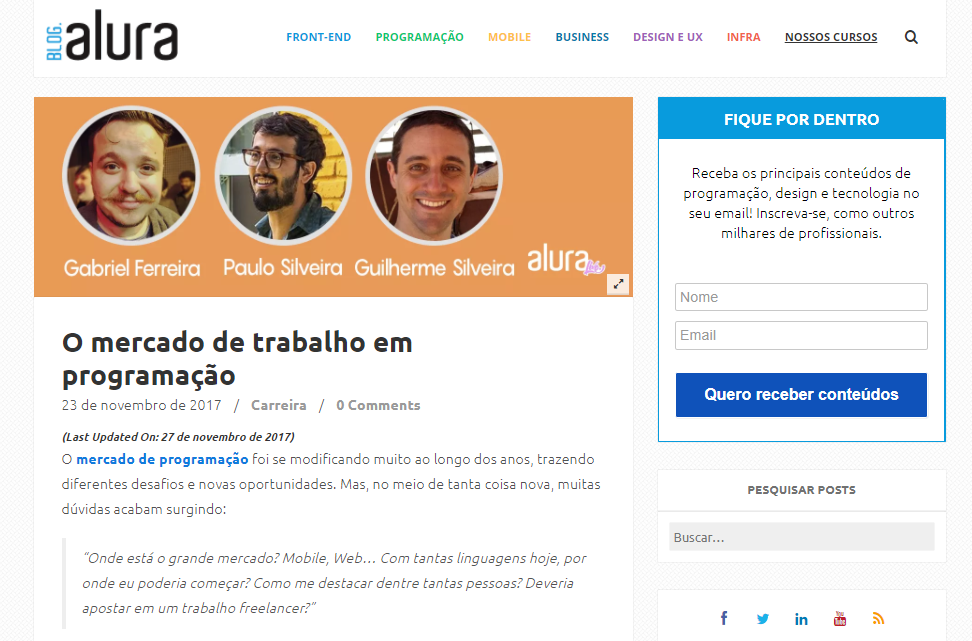 BLOG. alura
FRONT-END PROGRAMAÇÃO MOBILE BUSINESS DESIGN E UX INFRA NOSSOS CURSOS
Gabriel Ferreira Paulo Silveira Guilherme Silveira alura
O mercado de trabalho em
programação
23 de novembro de 2017 / Carreira / 0 Comments
(Last Updated On: 27 de novembro de 2017)
O mercado de programação foi se modificando muito ao longo dos anos, trazendo
diferentes desafios e novas oportunidades. Mas, no meio de tanta coisa nova, muitas
dúvidas acabam surgindo:
“Onde está o grande mercado? Mobile, Web… Com tantas linguagens hoje, por
onde eu poderia começar? Como me destacar dentre tantas pessoas? Deveria
apostar em um trabalho freelancer?”
FIQUE POR DENTRO
Receba os principais conteúdos de
programação, design e tecnologia no
seu email! Inscreva-se, como outros
milhares de profissionais.
Nome
Email
Quero receber conteúdos
PESQUISAR POSTS
Buscar...
f in You Tube